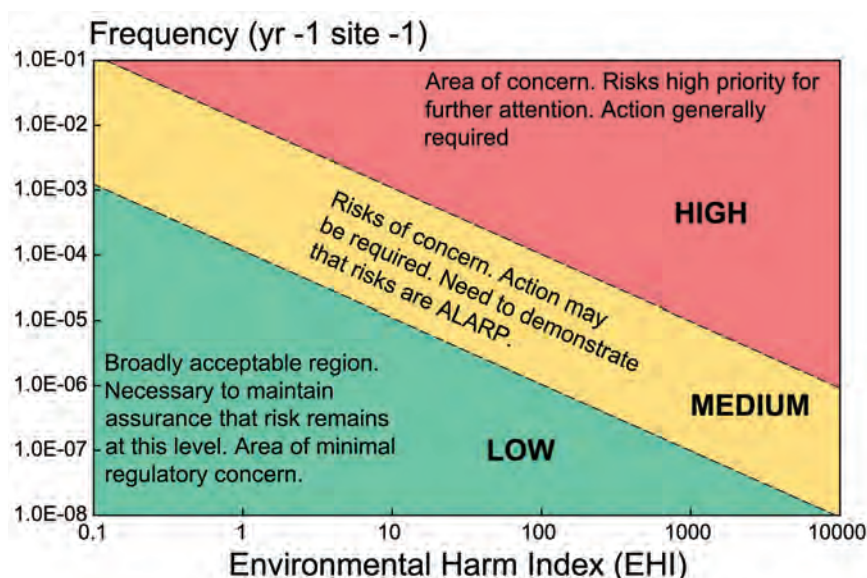 Frequency (yr -1 site -1)
1.0E-01
1.0E-02
1.0E-03
1.0E-04
1.0E-05
1.0E-06
1.0E-07
1.0E-08
Area of concern. Risks high priority for
further attention. Action generally
required
HIGH
Risks of concern. Action may
be required. Need to demonstrate
that risks are ALARP.
MEDIUM
Broadly acceptable region.
Necessary to maintain
assurance that risk remains
at this level. Area of minimal
regulatory concern.
LOW
0.1 1 10 100 1000 10000
Environmental Harm Index (EHI)